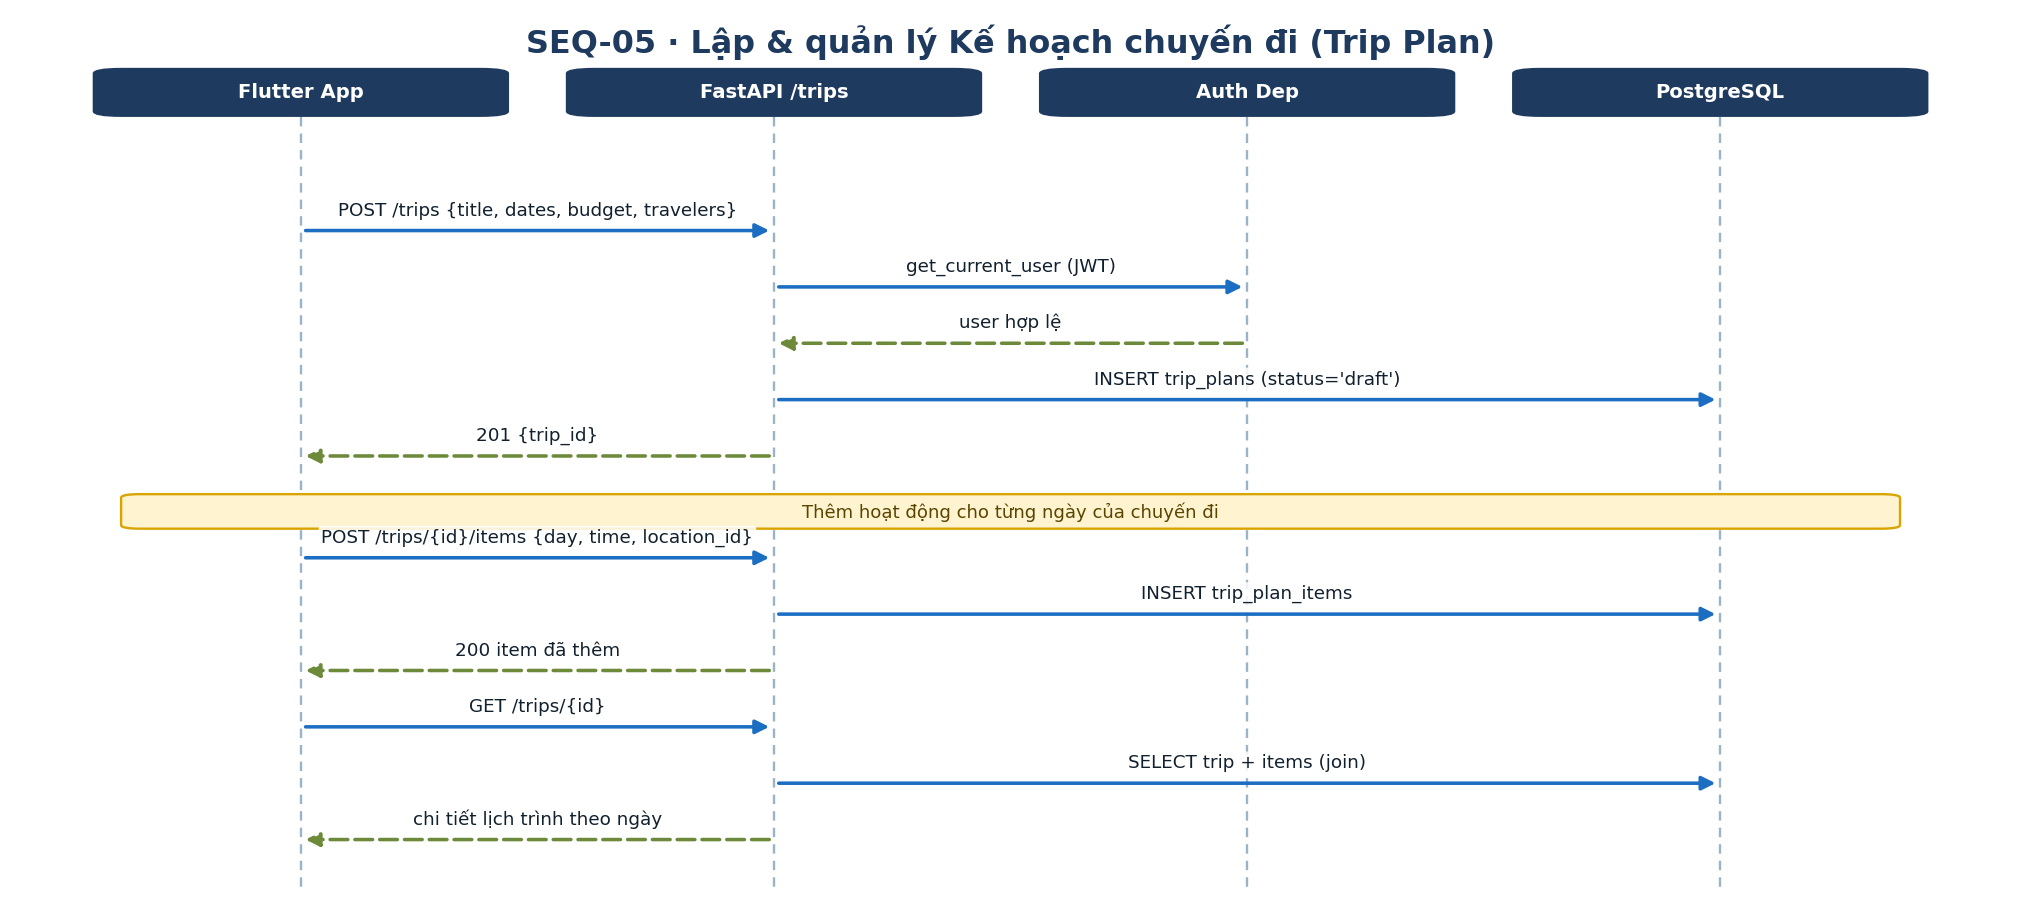 SEQ-05 · Lập & quản lý Kế hoạch chuyến đi (Trip Plan)
Flutter App
FastAPI /trips
Auth Dep
PostgreSQL
POST /trips {title, dates, budget, travelers}
get_current_user (JWT)
user hợp lệ
INSERT trip_plans (status='draft')
201 {trip_id}
Thêm hoạt động cho từng ngày của chuyến đi
POST /trips/{id}/items {day, time, location_id}
INSERT trip_plan_items
200 item đã thêm
GET /trips/{id}
SELECT trip + items (join)
chi tiết lịch trình theo ngày